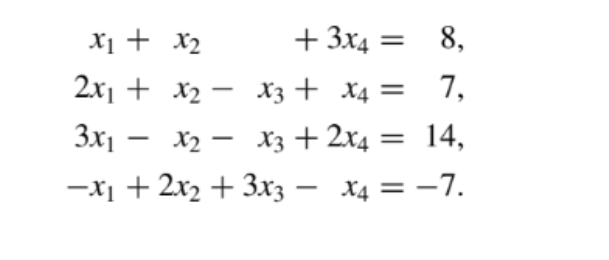 x₁ + x₂ + 3x₄ = 8,
2x₁ + x₂ − x₃ + x₄ = 7,
3x₁ − x₂ − x₃ + 2x₄ = 14,
−x₁ + 2x₂ + 3x₃ − x₄ = −7.